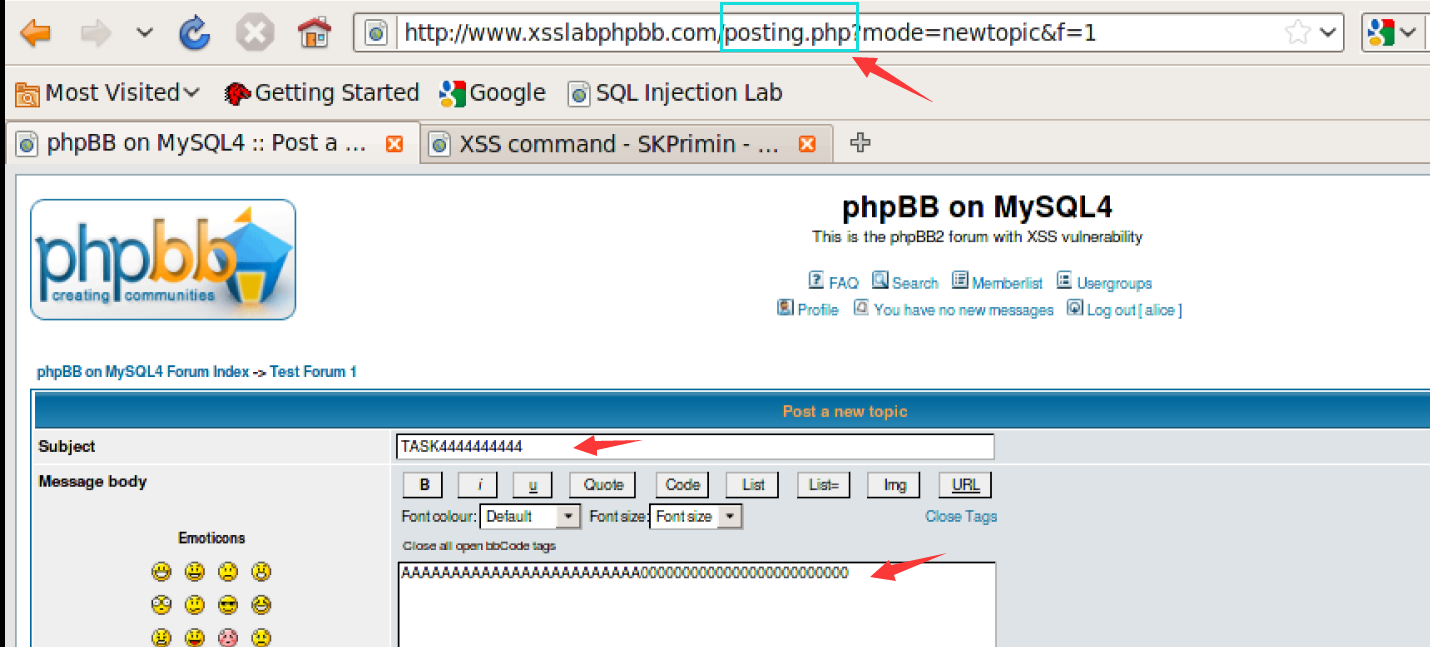 http://www.xsslabphpbb.com/posting.php?mode=newtopic&f=1
Most Visited Getting Started Google SQL Injection Lab
phpBB on MySQL4 :: Post a ... XSS command - SKPrimin - ...
phpBB
creating communities
phpBB on MySQL4
This is the phpBB2 forum with XSS vulnerability
FAQ Search Memberlist Usergroups
Profile You have no new messages Log out [ alice ]
phpBB on MySQL4 Forum Index -> Test Forum 1
Post a new topic
Subject TASK4444444444
Message body B i u Quote Code List List= Img URL
Font colour: Default Font size: Font size Close Tags
Emoticons
Close all open bbCode tags
AAAAAAAAAAAAAAAAAAAAAAAA00000000000000000000000000